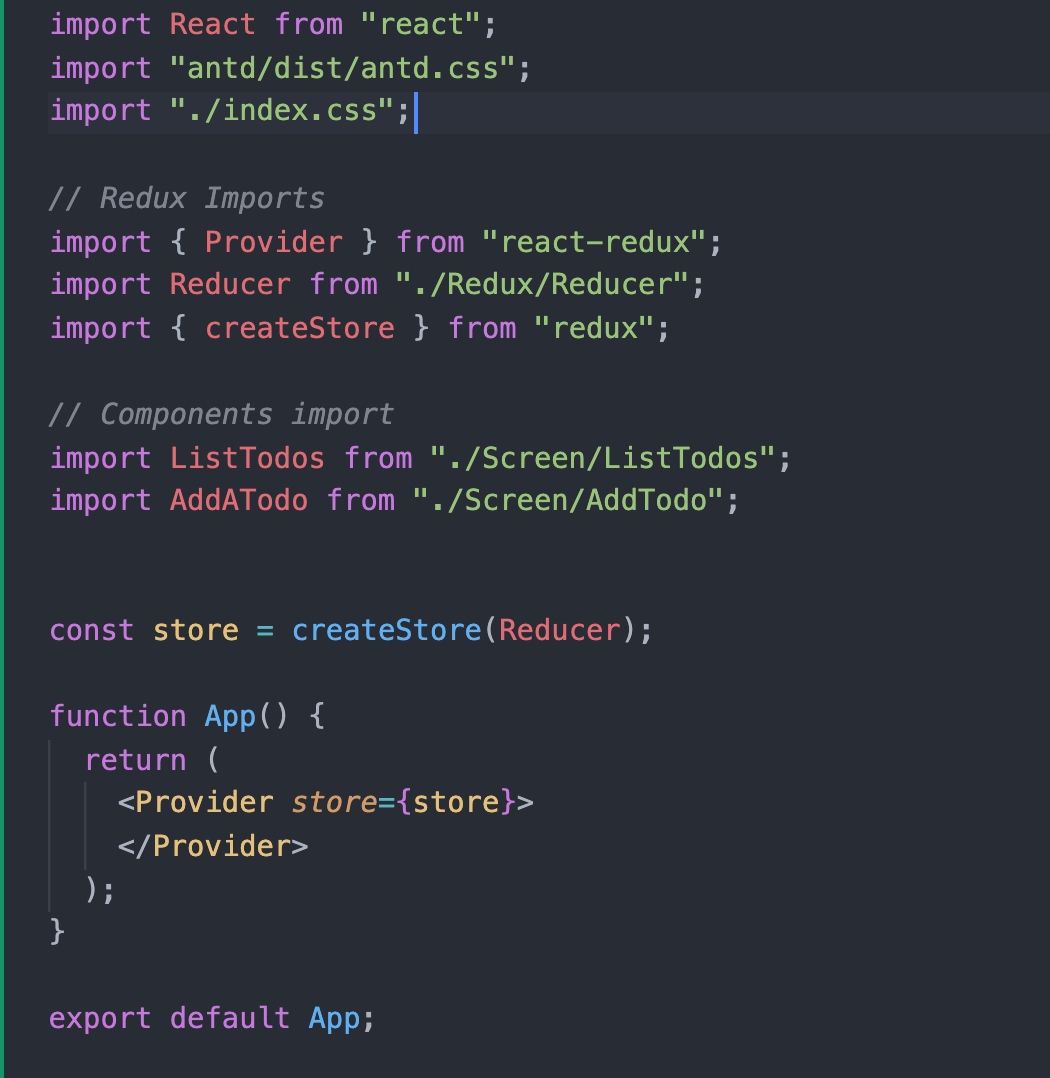 import React from "react";
import "antd/dist/antd.css";
import "./index.css";
// Redux Imports
import { Provider } from "react-redux";
import Reducer from "./Redux/Reducer";
import { createStore } from "redux";
// Components import
import ListTodos from "./Screen/ListTodos";
import AddATodo from "./Screen/AddTodo";
const store = createStore(Reducer);
function App() {
  return (
    <Provider store={store}>
    </Provider>
  );
}
export default App;